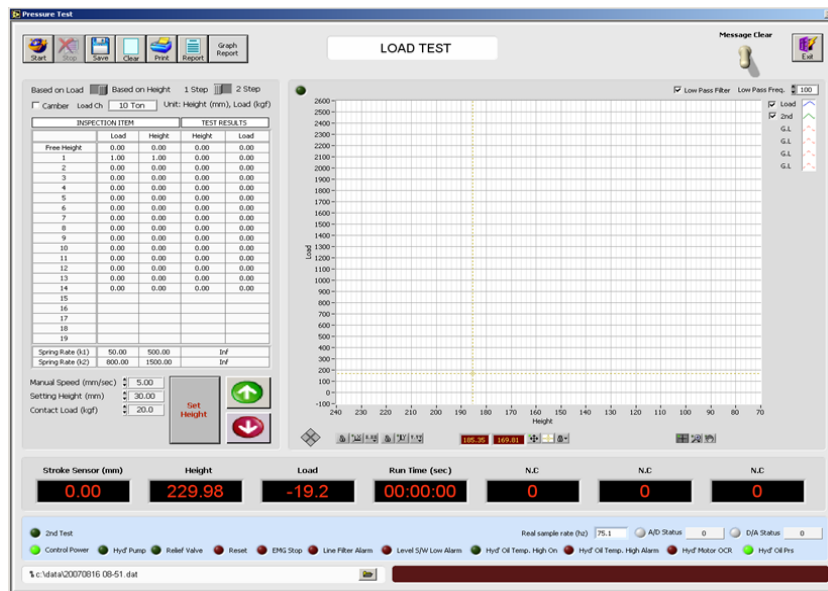 Pressure Test
Start Stop Save Clear Print Report Graph Report
LOAD TEST
Message Clear
Exit
Based on Load Based on Height 1 Step 2 Step
Camber Load Ch 10 Ton Unit: Height (mm), Load (kgf)
INSPECTION ITEM TEST RESULTS
Load Height Height Load
Free Height 0.00 0.00 0.00 0.00
1 1.00 1.00 0.00 0.00
2 0.00 0.00 0.00 0.00
3 0.00 0.00 0.00 0.00
4 0.00 0.00 0.00 0.00
5 0.00 0.00 0.00 0.00
6 0.00 0.00 0.00 0.00
7 0.00 0.00 0.00 0.00
8 0.00 0.00 0.00 0.00
9 0.00 0.00 0.00 0.00
10 0.00 0.00 0.00 0.00
11 0.00 0.00 0.00 0.00
12 0.00 0.00 0.00 0.00
13 0.00 0.00 0.00 0.00
14 0.00 0.00 0.00 0.00
15
16
17
18
19
Spring Rate (k1) 50.00 500.00 Inf
Spring Rate (k2) 800.00 1500.00 Inf
Manual Speed (mm/sec) 5.00
Setting Height (mm) 30.00
Contact Load (kgf) 20.0
Set Height
Low Pass Filter Low Pass Freq. 100
Load
2nd
G.L
G.L
G.L
G.L
2600
2500
2400
2300
2200
2100
2000
1900
1800
1700
1600
1500
1400
1300
1200
1100
1000
900
800
700
600
500
400
300
200
100
0
-100
Load
240 230 220 210 200 190 180 170 160 150 140 130 120 110 100 90 80 70
Height
185.35 169.81
Stroke Sensor (mm) Height Load Run Time (sec) N.C N.C N.C
0.00 229.98 -19.2 00:00:00 0 0 0
2nd Test Real sample rate (hz) 75.1 A/D Status 0 D/A Status 0
Control Power Hyd' Pump Relief Valve Reset EMG Stop Line Filter Alarm Level S/W Low Alarm Hyd' Oil Temp. High On Hyd' Oil Temp. High Alarm Hyd' Motor OCR Hyd' Oil Prs
c:\data\20070816 08-51.dat